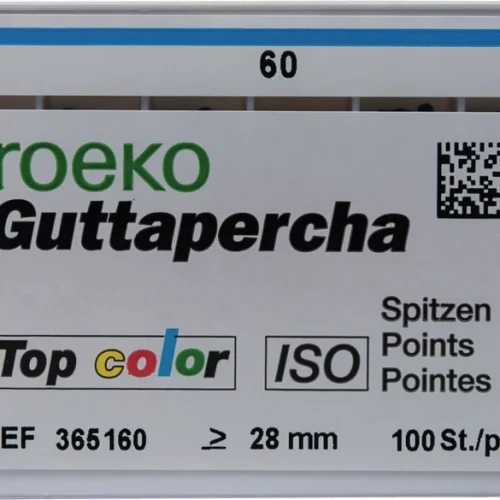 60
roeko
Guttapercha
Spitzen
Top color ISO Points
Pointes
EF 365160 ≥ 28 mm 100 St./p